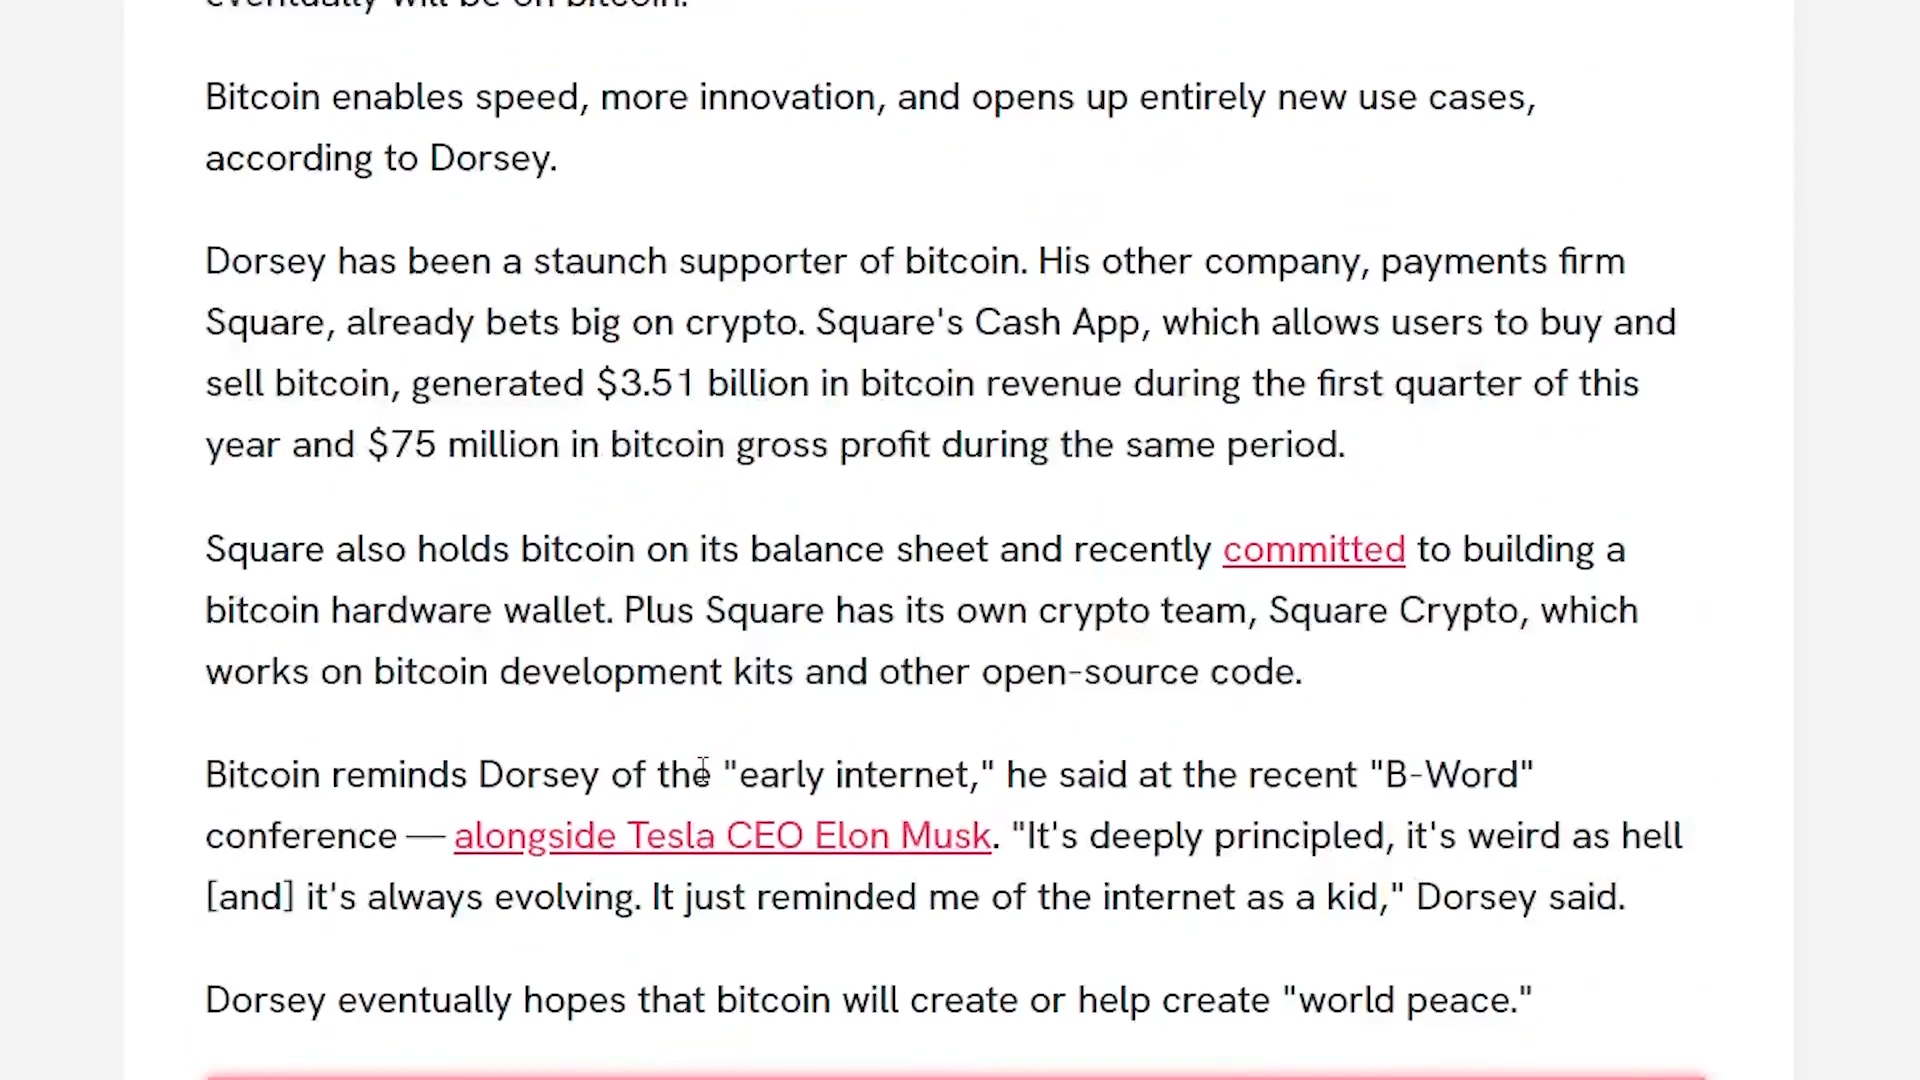 eventually will be on bitcoin.
Bitcoin enables speed, more innovation, and opens up entirely new use cases,
according to Dorsey.
Dorsey has been a staunch supporter of bitcoin. His other company, payments firm
Square, already bets big on crypto. Square's Cash App, which allows users to buy and
sell bitcoin, generated $3.51 billion in bitcoin revenue during the first quarter of this
year and $75 million in bitcoin gross profit during the same period.
Square also holds bitcoin on its balance sheet and recently committed to building a
bitcoin hardware wallet. Plus Square has its own crypto team, Square Crypto, which
works on bitcoin development kits and other open-source code.
Bitcoin reminds Dorsey of the "early internet," he said at the recent "B-Word"
conference — alongside Tesla CEO Elon Musk. "It's deeply principled, it's weird as hell
[and] it's always evolving. It just reminded me of the internet as a kid," Dorsey said.
Dorsey eventually hopes that bitcoin will create or help create "world peace."